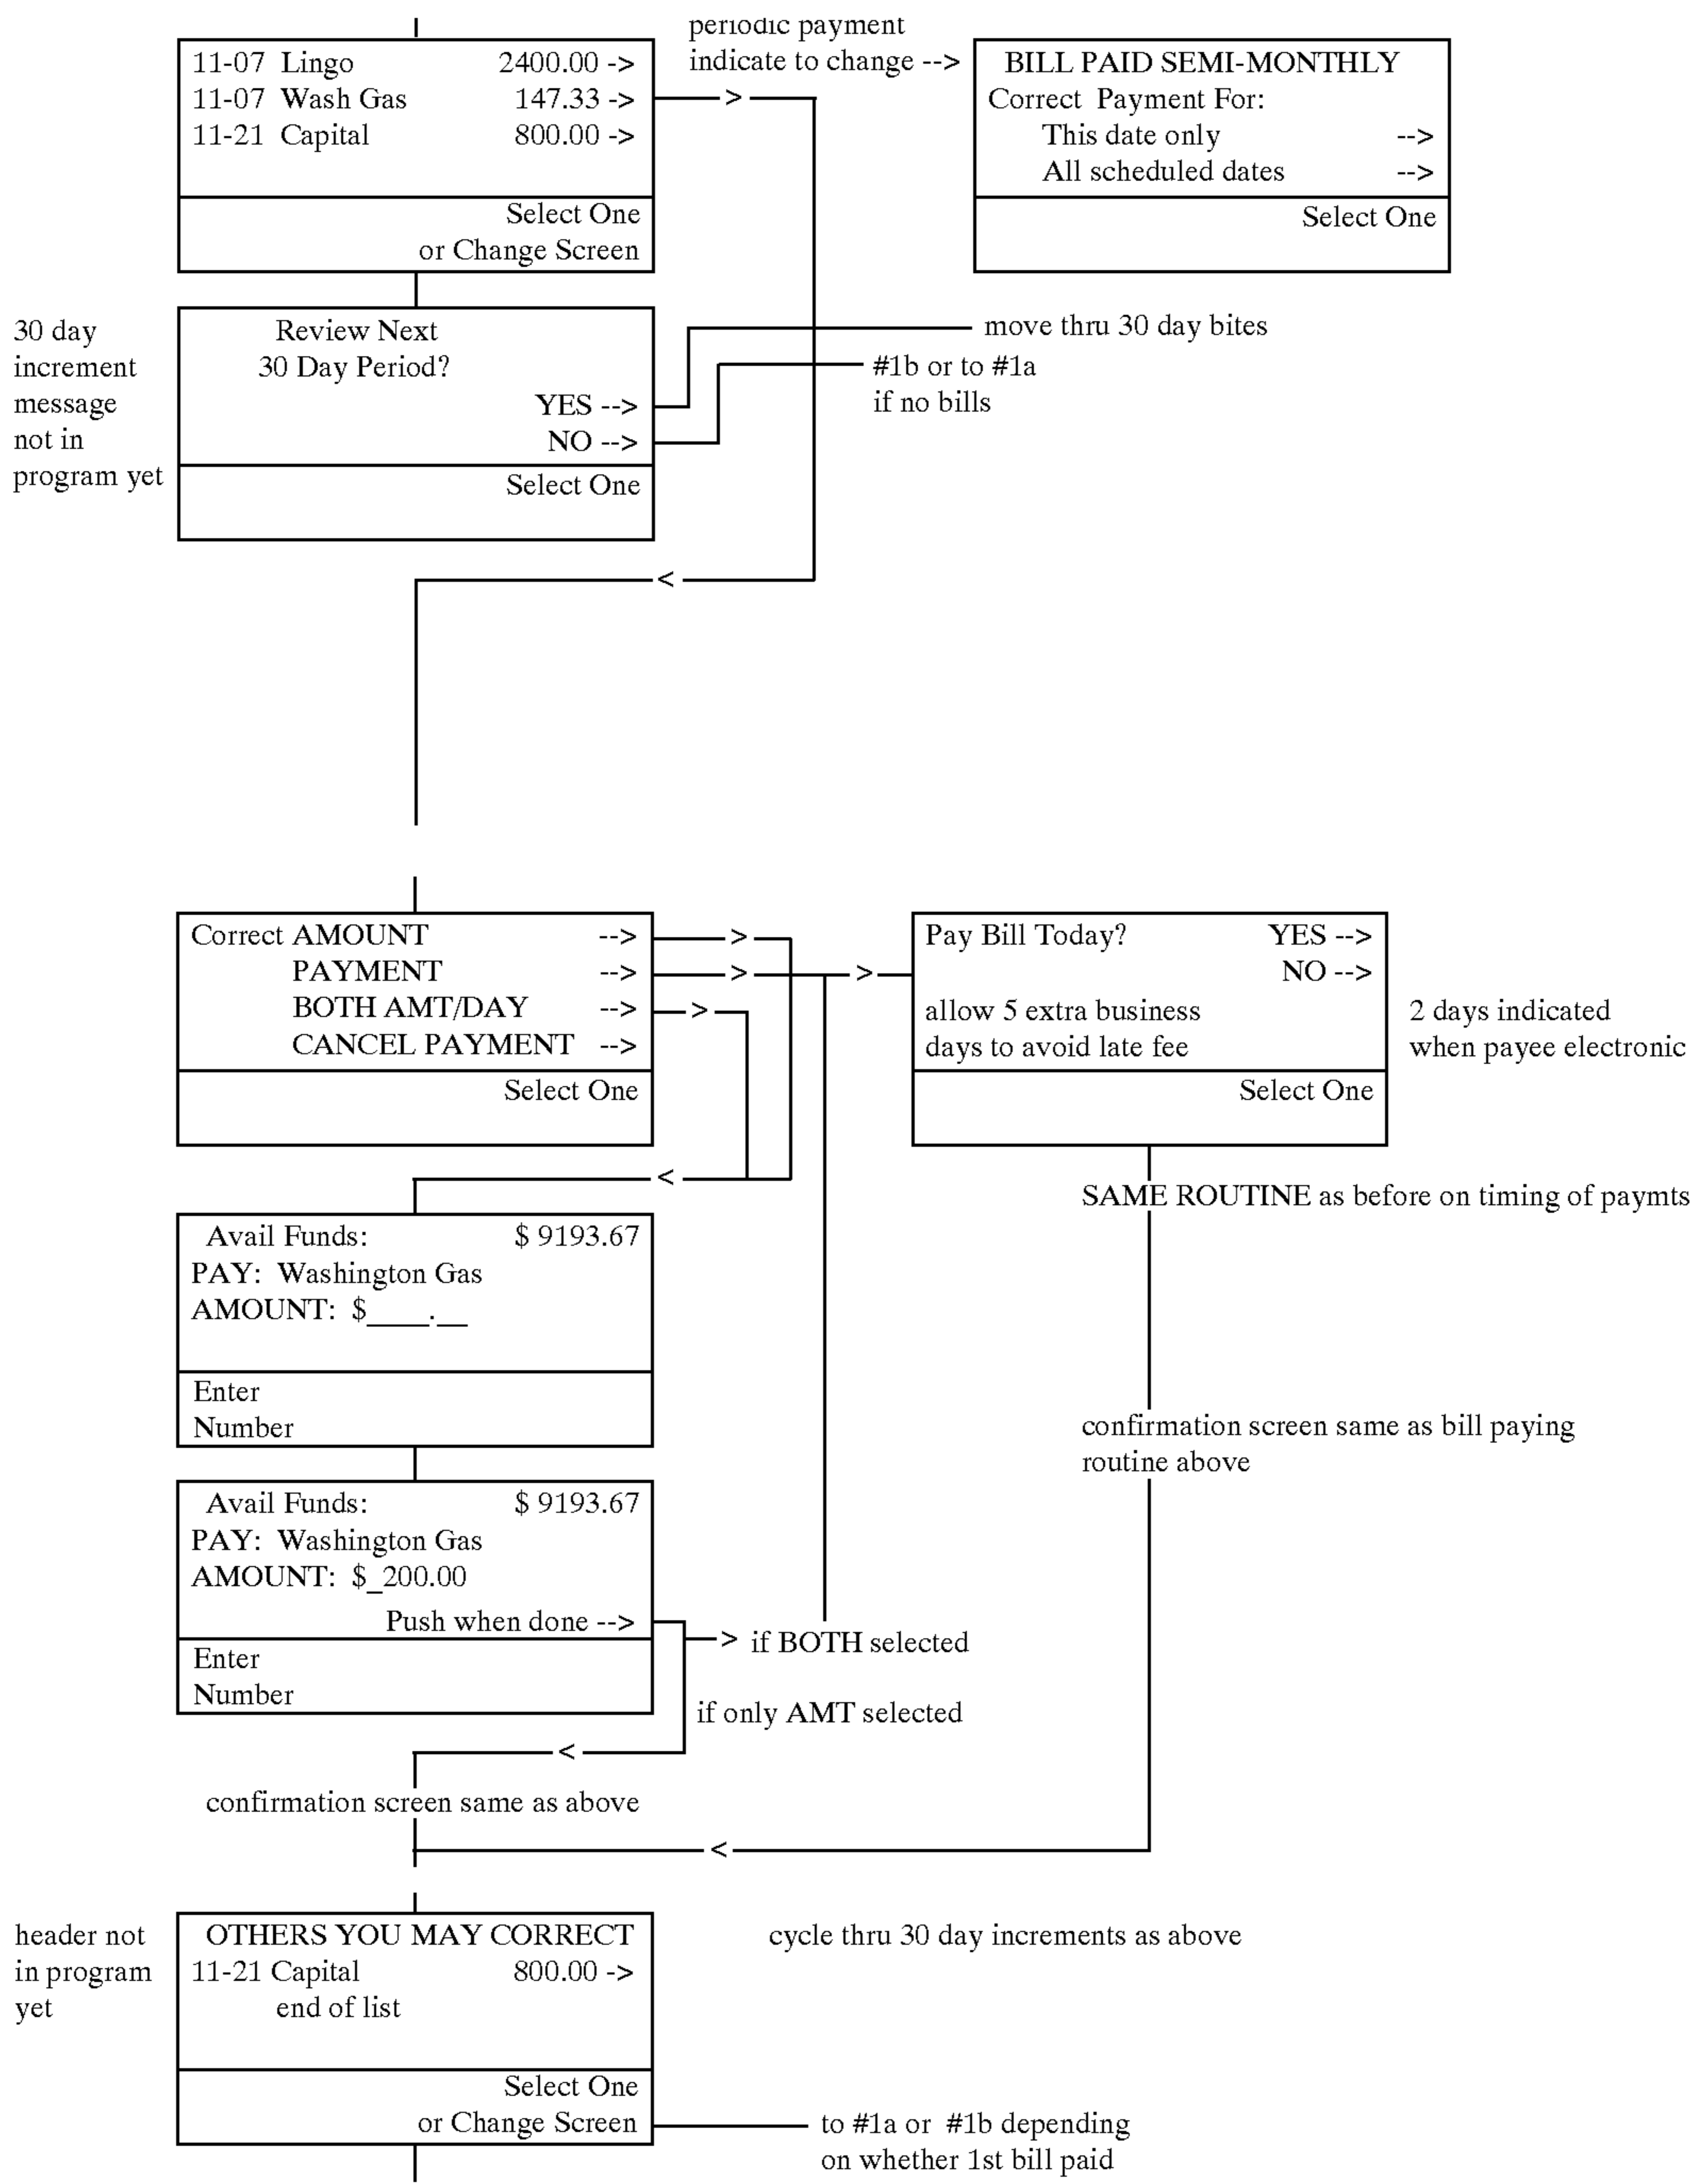 periodic payment
indicate to change -->
11-07 Lingo 2400.00 ->
11-07 Wash Gas 147.33 ->
11-21 Capital 800.00 ->
Select One
or Change Screen
BILL PAID SEMI-MONTHLY
Correct Payment For:
This date only -->
All scheduled dates -->
Select One
>
30 day
increment
message
not in
program yet
Review Next
30 Day Period?
YES -->
NO -->
Select One
move thru 30 day bites
#1b or to #1a
if no bills
<
Correct AMOUNT -->
PAYMENT -->
BOTH AMT/DAY -->
CANCEL PAYMENT -->
Select One
>
> >
>
Pay Bill Today? YES -->
NO -->
allow 5 extra business
days to avoid late fee
Select One
2 days indicated
when payee electronic
<
SAME ROUTINE as before on timing of paymts
Avail Funds: $ 9193.67
PAY: Washington Gas
AMOUNT: $____.__
Enter
Number
confirmation screen same as bill paying
routine above
Avail Funds: $ 9193.67
PAY: Washington Gas
AMOUNT: $_200.00
Push when done -->
Enter
Number
> if BOTH selected
if only AMT selected
<
confirmation screen same as above
<
header not
in program
yet
OTHERS YOU MAY CORRECT
11-21 Capital 800.00 ->
end of list
Select One
or Change Screen
cycle thru 30 day increments as above
to #1a or #1b depending
on whether 1st bill paid